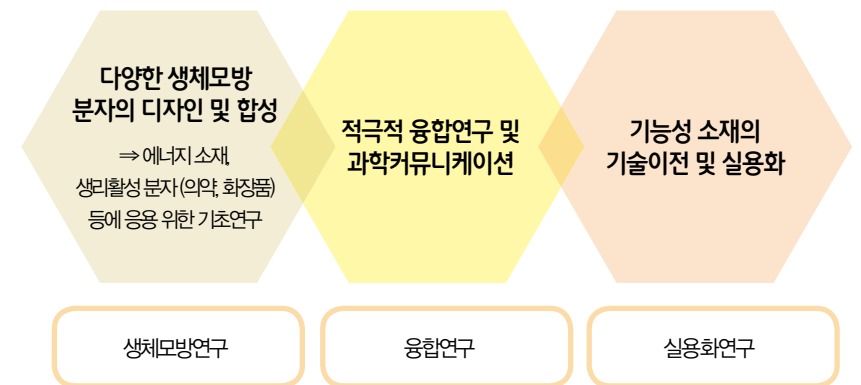 다양한 생체모방
분자의 디자인 및 합성
⇒ 에너지 소재,
생리활성 분자 (의약, 화장품)
등에 응용 위한 기초연구
적극적 융합연구 및
과학커뮤니케이션
기능성 소재의
기술이전 및 실용화
생체모방연구
융합연구
실용화연구